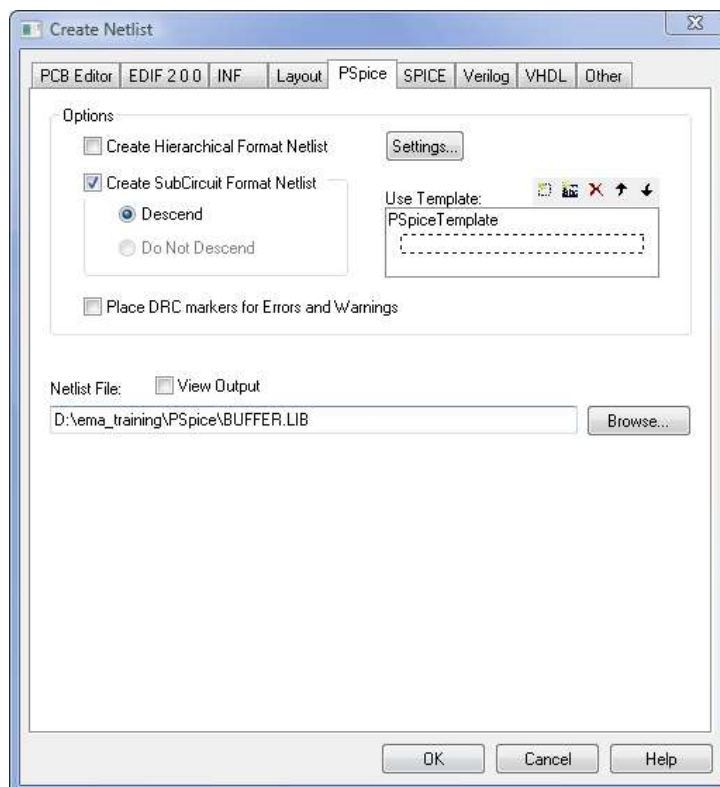 Create Netlist
PCB Editor EDIF 2 0 0 INF Layout PSpice SPICE Verilog VHDL Other
Options
Create Hierarchical Format Netlist Settings...
Create SubCircuit Format Netlist
Use Template:
Descend
PSpiceTemplate
Do Not Descend
Place DRC markers for Errors and Warnings
Netlist File: View Output
D:\ema_training\PSpice\BUFFER.LIB Browse...
OK Cancel Help